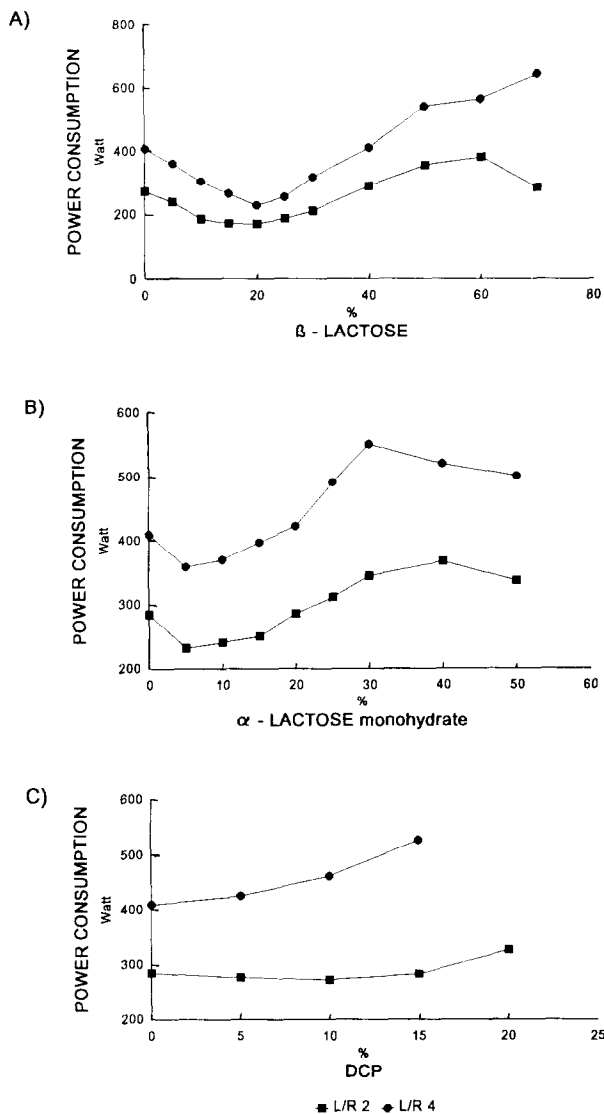 A)
POWER CONSUMPTION
Watt
800
600
400
200
0
0 20 40 60 80
%
ß - LACTOSE
B)
POWER CONSUMPTION
Watt
600
500
400
300
200
0 10 20 30 40 50 60
%
α - LACTOSE monohydrate
C)
POWER CONSUMPTION
Watt
600
500
400
300
200
0 5 10 15 20 25
%
DCP
L/R 2 L/R 4